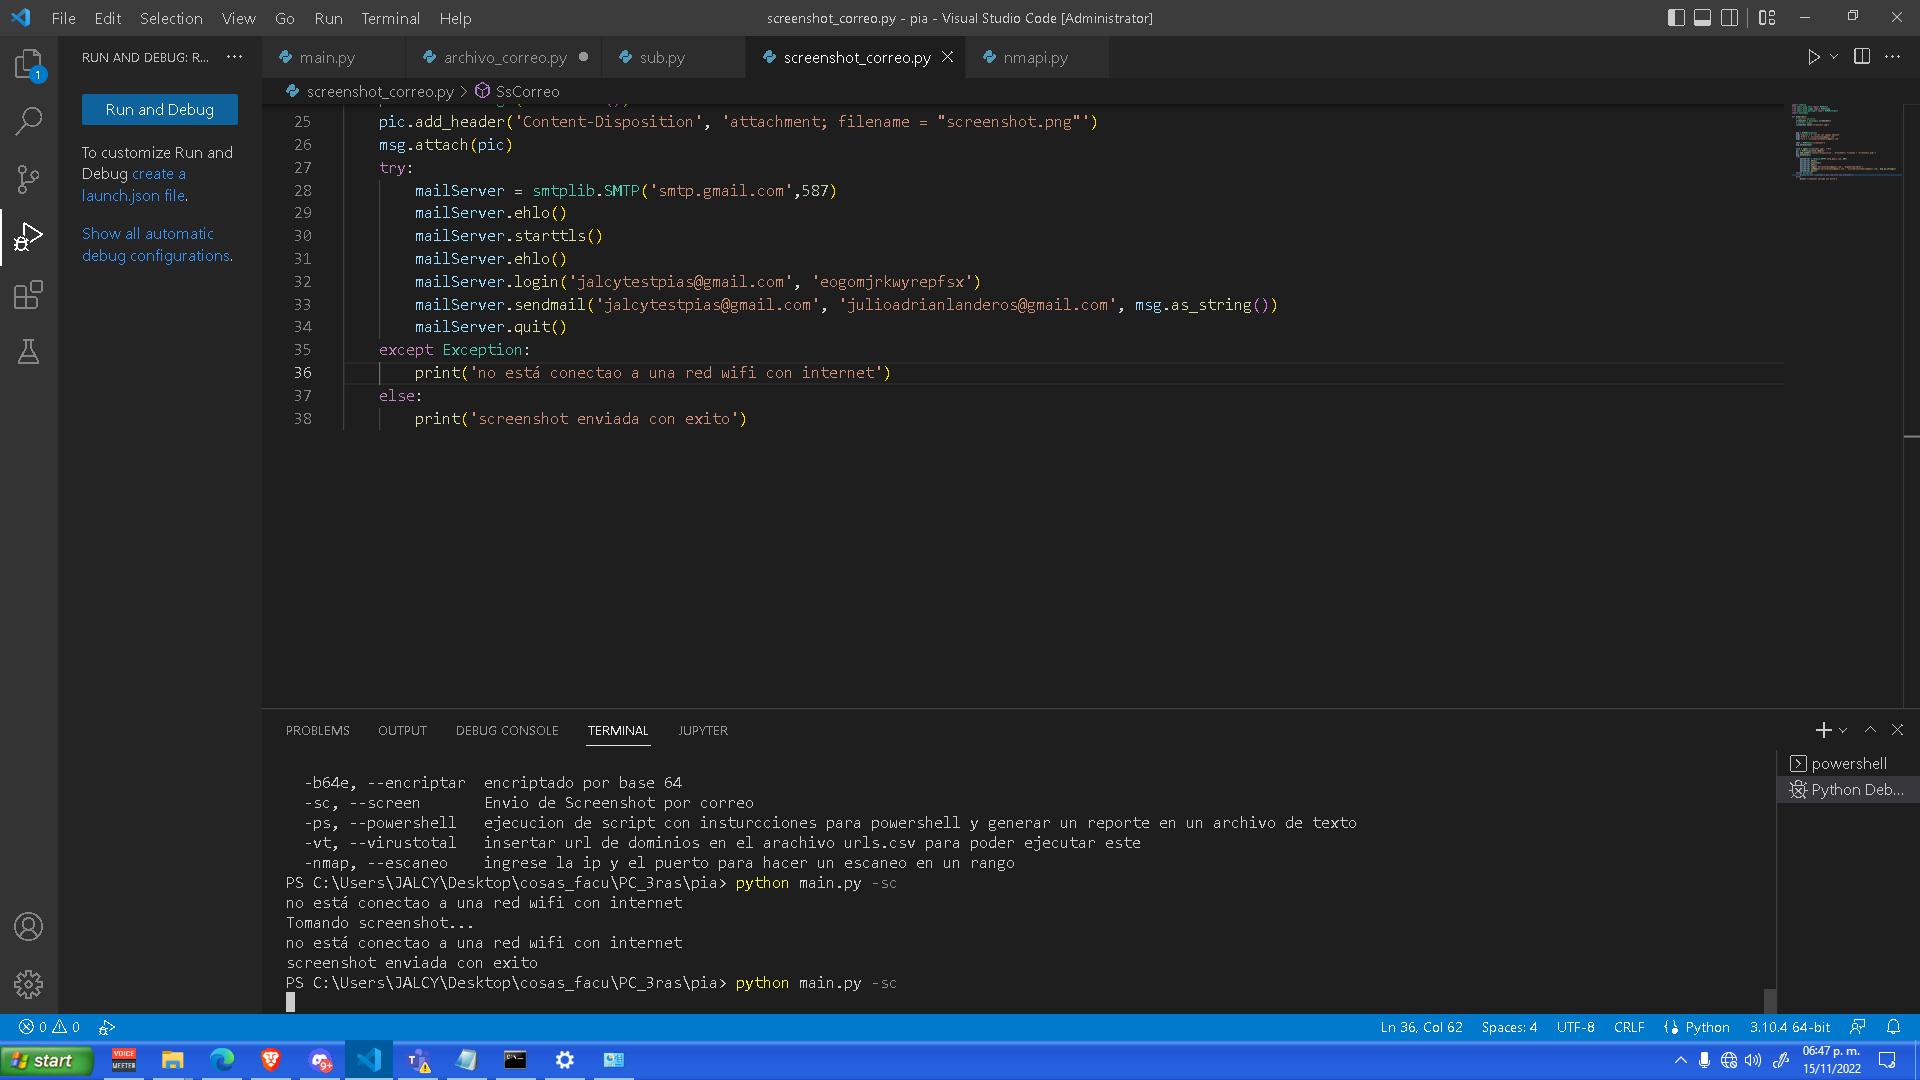 File Edit Selection View Go Run Terminal Help
screenshot_correo.py - pia - Visual Studio Code [Administrator]
1
RUN AND DEBUG: R... ...
Run and Debug
To customize Run and
Debug create a
launch.json file.
Show all automatic
debug configurations.
main.py archivo_correo.py sub.py screenshot_correo.py nmapi.py
screenshot_correo.py > SsCorreo
25 pic.add_header('Content-Disposition', 'attachment; filename = "screenshot.png"')
26 msg.attach(pic)
27 try:
28 mailServer = smtplib.SMTP('smtp.gmail.com',587)
29 mailServer.ehlo()
30 mailServer.starttls()
31 mailServer.ehlo()
32 mailServer.login('jalcytestpias@gmail.com', 'eogomjrkwyrepfsx')
33 mailServer.sendmail('jalcytestpias@gmail.com', 'julioadrianlanderos@gmail.com', msg.as_string())
34 mailServer.quit()
35 except Exception:
36 print('no está conectao a una red wifi con internet')
37 else:
38 print('screenshot enviada con exito')
PROBLEMS OUTPUT DEBUG CONSOLE TERMINAL JUPYTER
powershell
Python Deb...
-b64e, --encriptar encriptado por base 64
-sc, --screen Envio de Screenshot por correo
-ps, --powershell ejecucion de script con insturcciones para powershell y generar un reporte en un archivo de texto
-vt, --virustotal insertar url de dominios en el arachivo urls.csv para poder ejecutar este
-nmap, --escaneo ingrese la ip y el puerto para hacer un escaneo en un rango
PS C:\Users\JALCY\Desktop\cosas_facu\PC_3ras\pia> python main.py -sc
no está conectao a una red wifi con internet
Tomando screenshot...
no está conectao a una red wifi con internet
screenshot enviada con exito
PS C:\Users\JALCY\Desktop\cosas_facu\PC_3ras\pia> python main.py -sc
0 0 Ln 36, Col 62 Spaces: 4 UTF-8 CRLF Python 3.10.4 64-bit
start VOICE MEETER 9+ 06:47 p. m.
15/11/2022